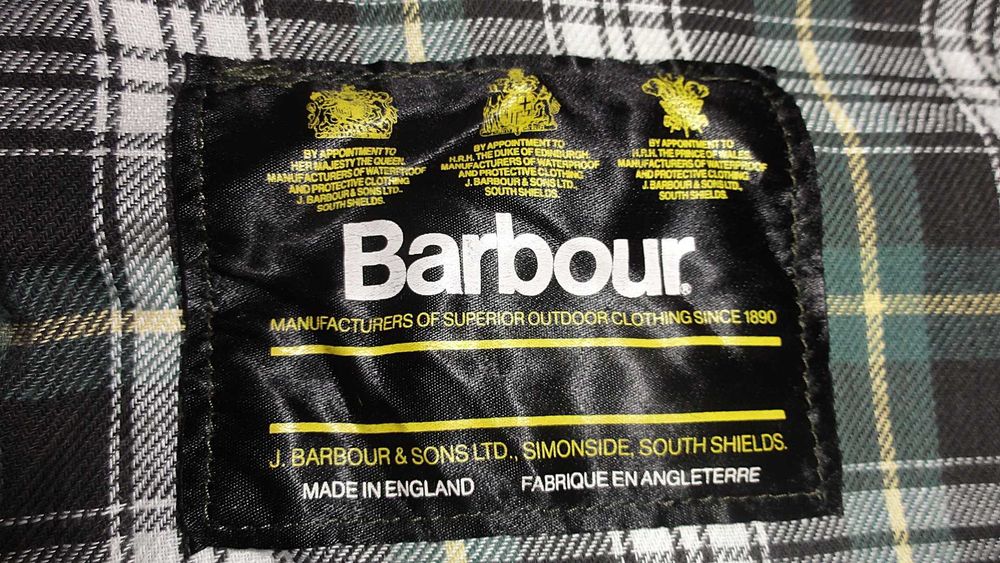 BY APPOINTMENT TO
HER MAJESTY THE QUEEN.
MANUFACTURERS OF WATERPROOF
AND PROTECTIVE CLOTHING
J. BARBOUR & SONS LTD.,
SOUTH SHIELDS.
BY APPOINTMENT TO
H.R.H. THE DUKE OF EDINBURGH
MANUFACTURERS OF WATERPROOF
AND PROTECTIVE CLOTHING
J. BARBOUR & SONS LTD.,
SOUTH SHIELDS.
BY APPOINTMENT TO
H.R.H. THE PRINCE OF WALES
MANUFACTURERS OF WATERPROOF
AND PROTECTIVE CLOTHING
J. BARBOUR & SONS LTD.,
SOUTH SHIELDS.
Barbour®
MANUFACTURERS OF SUPERIOR OUTDOOR CLOTHING SINCE 1890
J. BARBOUR & SONS LTD., SIMONSIDE, SOUTH SHIELDS.
MADE IN ENGLAND FABRIQUE EN ANGLETERRE